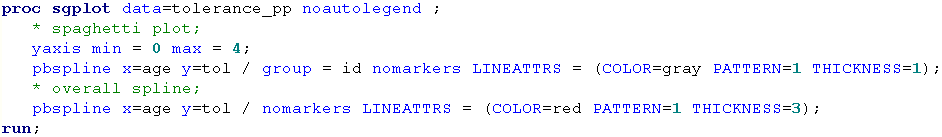 proc sgplot data=tolerance_pp noautolegend ;
* spaghetti plot;
yaxis min = 0 max = 4;
pbspline x=age y=tol / group = id nomarkers LINEATTRS = (COLOR=gray PATTERN=1 THICKNESS=1);
* overall spline;
pbspline x=age y=tol / nomarkers LINEATTRS = (COLOR=red PATTERN=1 THICKNESS=3);
run;